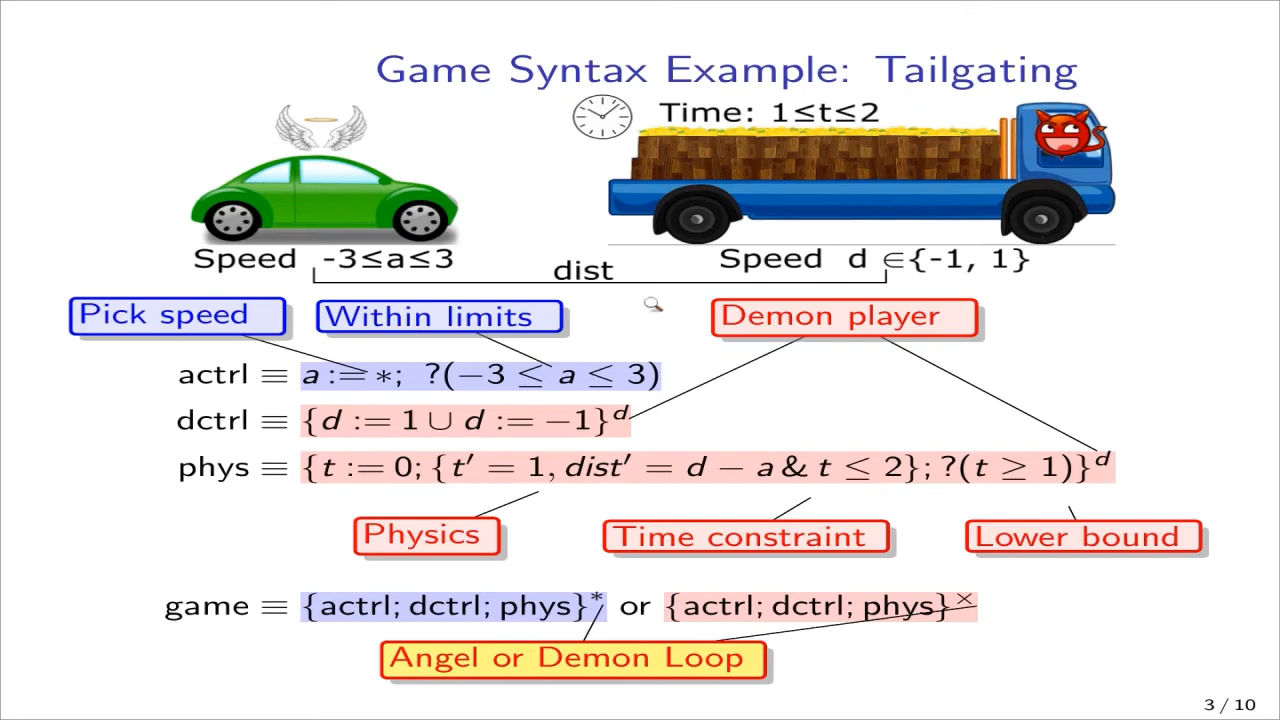 Game Syntax Example: Tailgating
Time: 1≤t≤2
Speed -3≤a≤3
dist
Speed d ∈{-1, 1}
Pick speed
Within limits
Demon player
actrl ≡ a := ∗; ?(−3 ≤ a ≤ 3)
dctrl ≡ {d := 1 ∪ d := −1}ᵈ
phys ≡ {t := 0; {t′ = 1, dist′ = d − a & t ≤ 2}; ?(t ≥ 1)}ᵈ
Physics
Time constraint
Lower bound
game ≡ {actrl; dctrl; phys}* or {actrl; dctrl; phys}×
Angel or Demon Loop
3 / 10